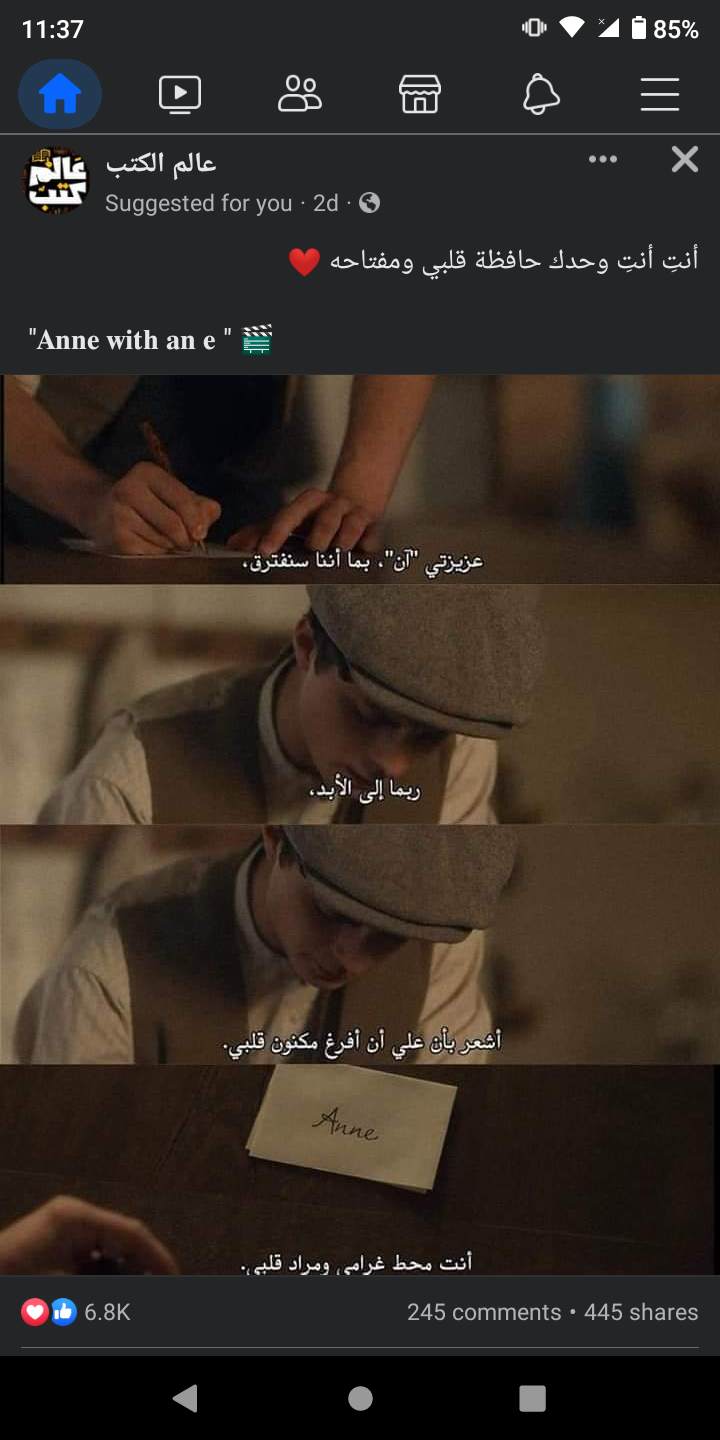 11:37
85%
عالم الكتب
عالم كتب
Suggested for you · 2d ·
أنتِ أنتِ وحدك حافظة قلبي ومفتاحه ❤️
"Anne with an e " 🎬
عزيزتي "آن"، بما أننا سنفترق،
ربما إلى الأبد،
أشعر بأن علي أن أفرغ مكنون قلبي.
Anne
أنت محط غرامي ومراد قلبي.
6.8K
245 comments • 445 shares